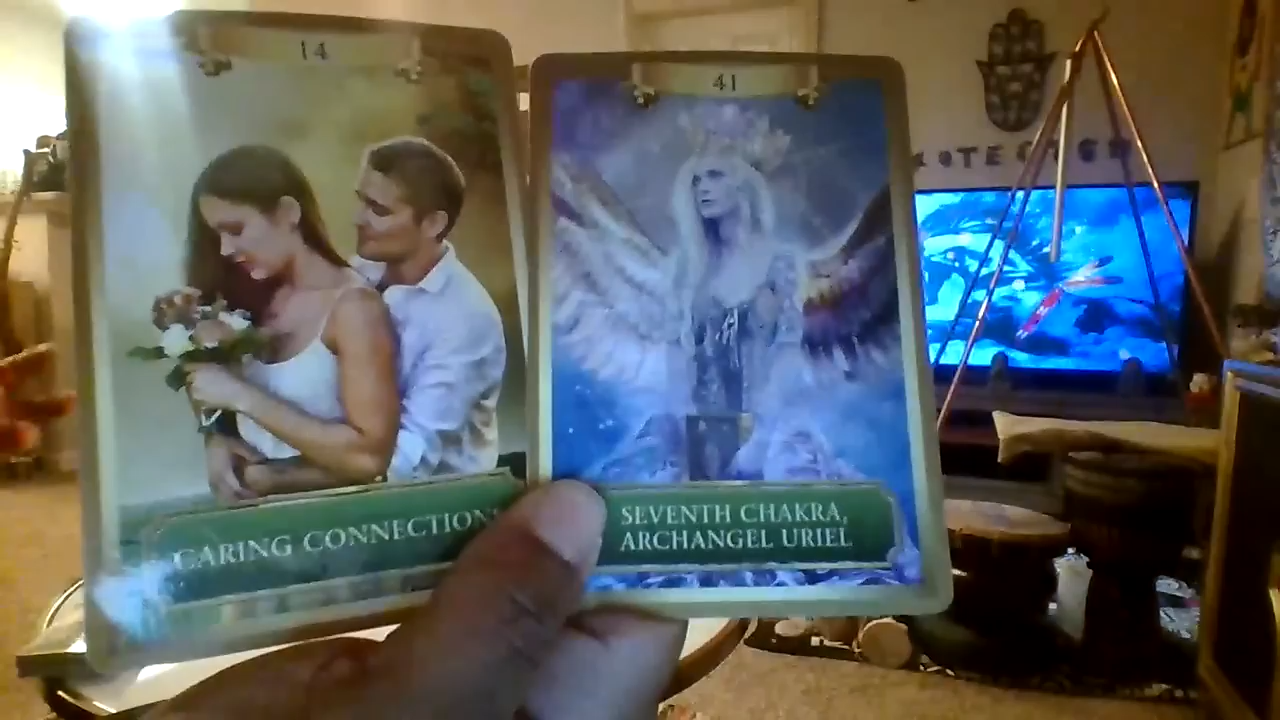 14
CARING CONNECTION
41
SEVENTH CHAKRA,
ARCHANGEL URIEL